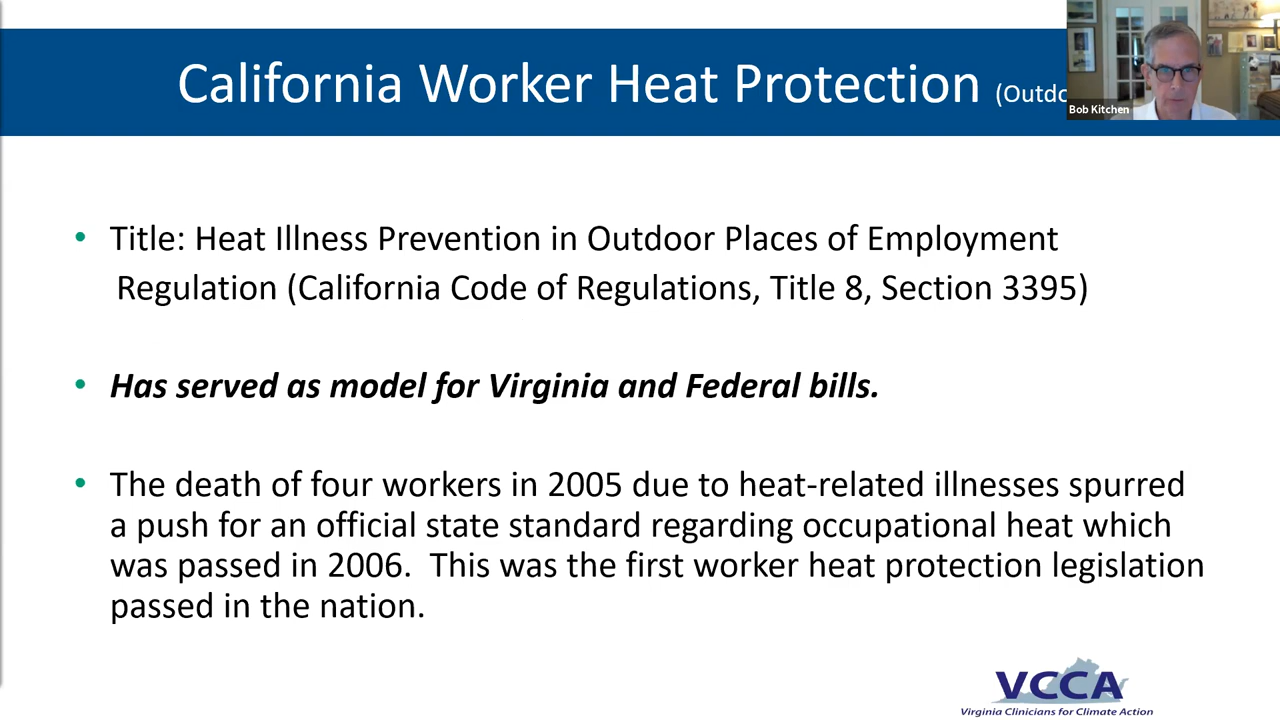 California Worker Heat Protection (Outdo
Bob Kitchen
• Title: Heat Illness Prevention in Outdoor Places of Employment
Regulation (California Code of Regulations, Title 8, Section 3395)
• Has served as model for Virginia and Federal bills.
• The death of four workers in 2005 due to heat-related illnesses spurred
a push for an official state standard regarding occupational heat which
was passed in 2006.  This was the first worker heat protection legislation
passed in the nation.
VCCA
Virginia Clinicians for Climate Action